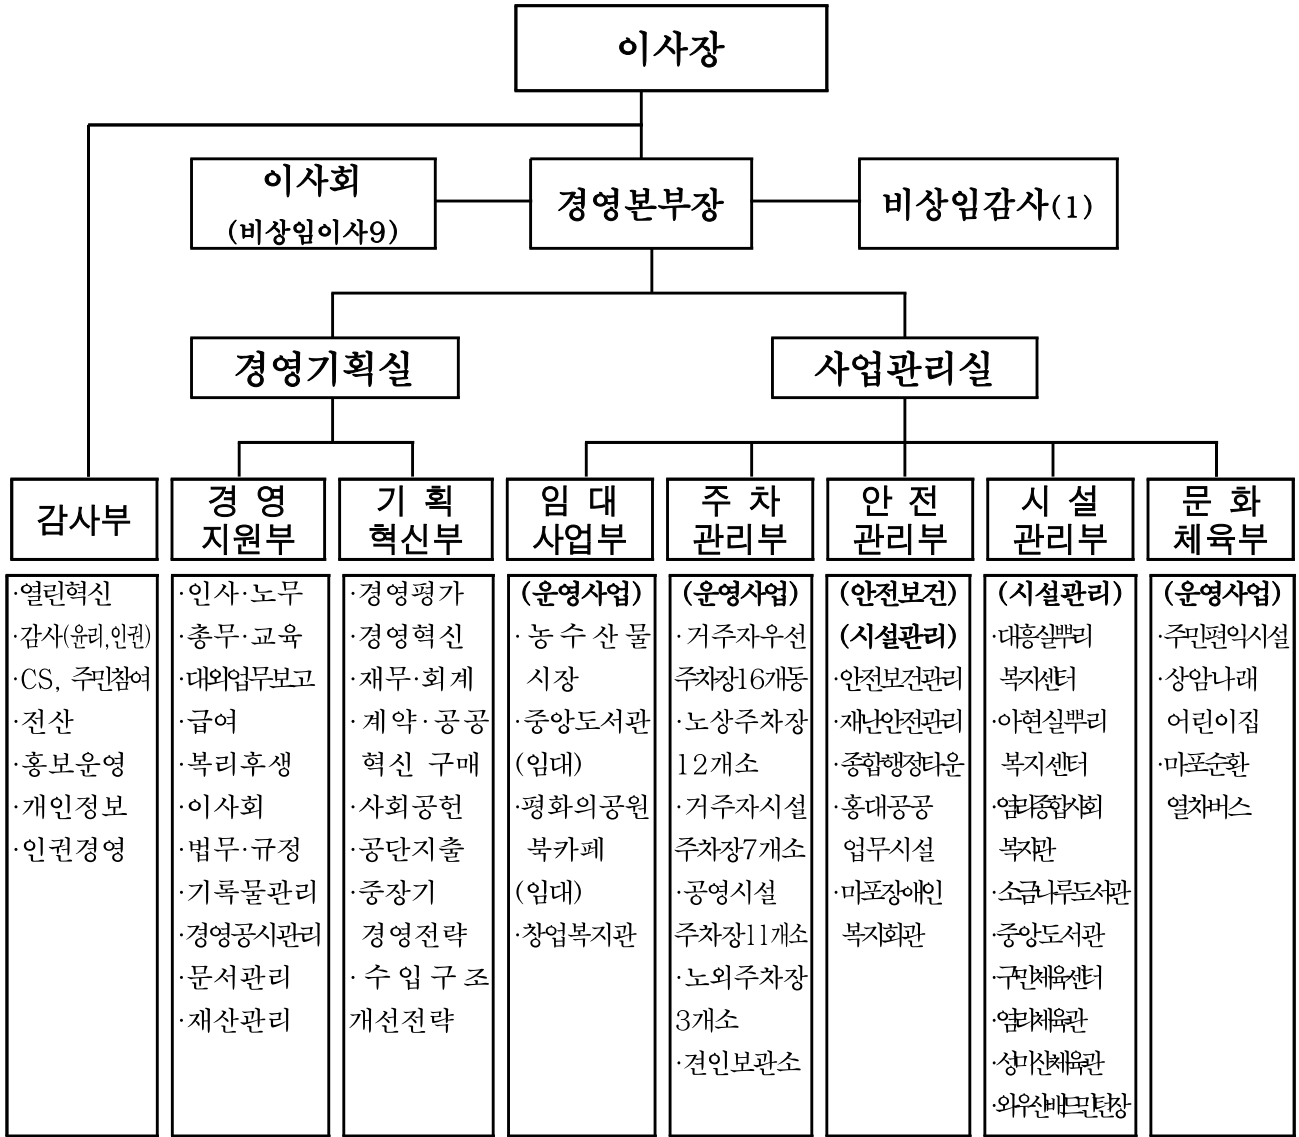 이사장
이사회
(비상임이사9)
경영본부장
비상임감사(1)
경영기획실
사업관리실
감사부
·열린혁신
·감사(윤리,인권)
·CS, 주민참여
·전산
·홍보운영
·개인정보
·인권경영
경 영
지원부
·인사·노무
·총무·교육
·대외업무보고
·급여
·복리후생
·이사회
·법무·규정
·기록물관리
·경영공시관리
·문서관리
·재산관리
기 획
혁신부
·경영평가
·경영혁신
·재무·회계
·계약·공공
혁신 구매
·사회공헌
·공단지출
·중장기
경영전략
·수 입 구 조
개선전략
임 대
사업부
(운영사업)
· 농 수 산 물
시장
·중앙도서관
(임대)
·평화의공원
북카페
(임대)
·창업복지관
주 차
관리부
(운영사업)
·거주자우선
주차장16개동
·노상주차장
12개소
·거주자시설
주차장7개소
·공영시설
주차장11개소
·노외주차장
3개소
·견인보관소
안 전
관리부
(안전보건)
(시설관리)
·안전보건관리
·재난안전관리
·종합행정타운
·홍대공공
업무시설
·마포장애인
복지회관
시 설
관리부
(시설관리)
·대흥실뿌리
복지센터
·아현실뿌리
복지센터
·염리종합사회
복지관
·소금나루도서관
·중앙도서관
·구민체육센터
·염리체육관
·성미산체육관
·와우산배드민턴장
문 화
체육부
(운영사업)
·주민편익시설
·상암나래
어린이집
·마포순환
열차버스